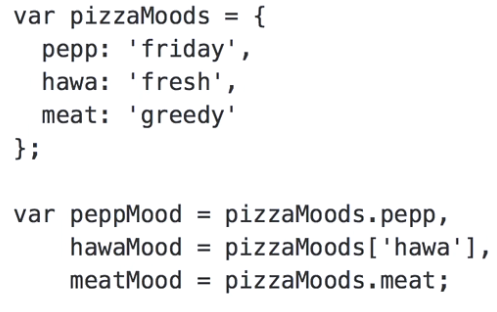 var pizzaMoods = {
  pepp: 'friday',
  hawa: 'fresh',
  meat: 'greedy'
};

var peppMood = pizzaMoods.pepp,
    hawaMood = pizzaMoods['hawa'],
    meatMood = pizzaMoods.meat;